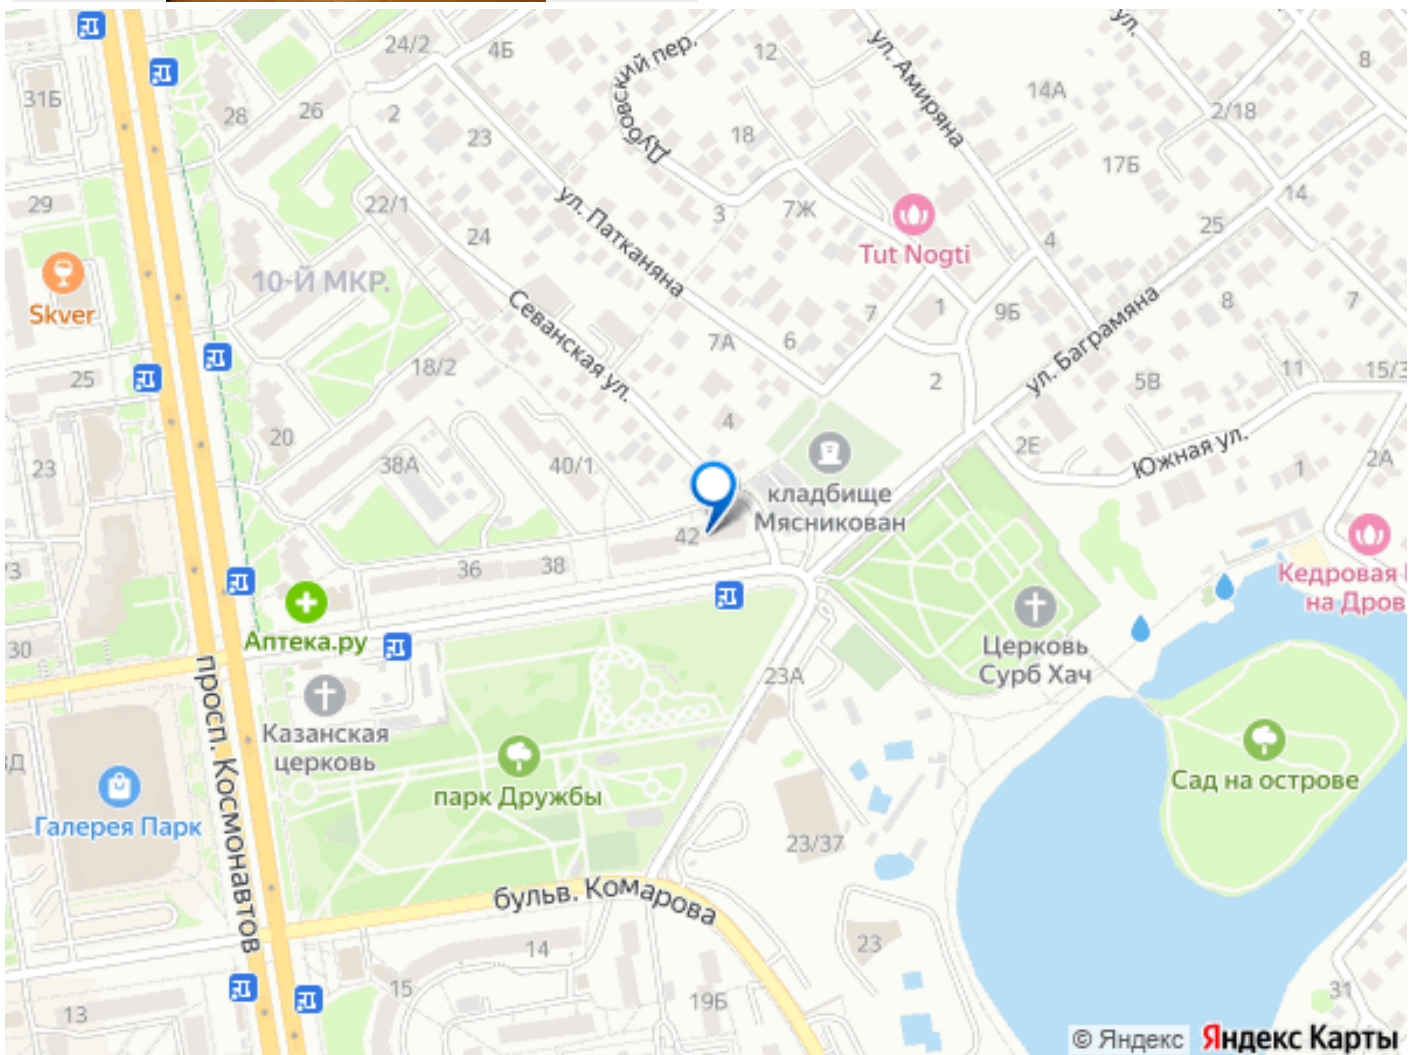 24/2
4Б
12
ул. Амиряна
ул.
8
31Б
28
26
2
Дубовский пер.
14А
2/18
23
18
17Б
29
22/1
ул. Патканяна
3
7Ж
14
24
Tut Nogti
4
25
10-Й МКР.
Skver
Севанская ул.
7
1
9Б
ул. Баграмяна
8
7
7А
6
25
18/2
2
5В
11
15/3
4
20
2Е
Южная ул.
23
38А
40/1
1
2А
кладбище
Мясникован
42
36
38
/3
Кедровая
на Дров
Аптека.ру
30
Церковь
Сурб Хач
23А
просп. Космонавтов
Казанская
церковь
Д
Сад на острове
парк Дружбы
Галерея Парк
23/37
бульв. Комарова
14
23
15
19Б
31
13
© Яндекс
Яндекс Карты